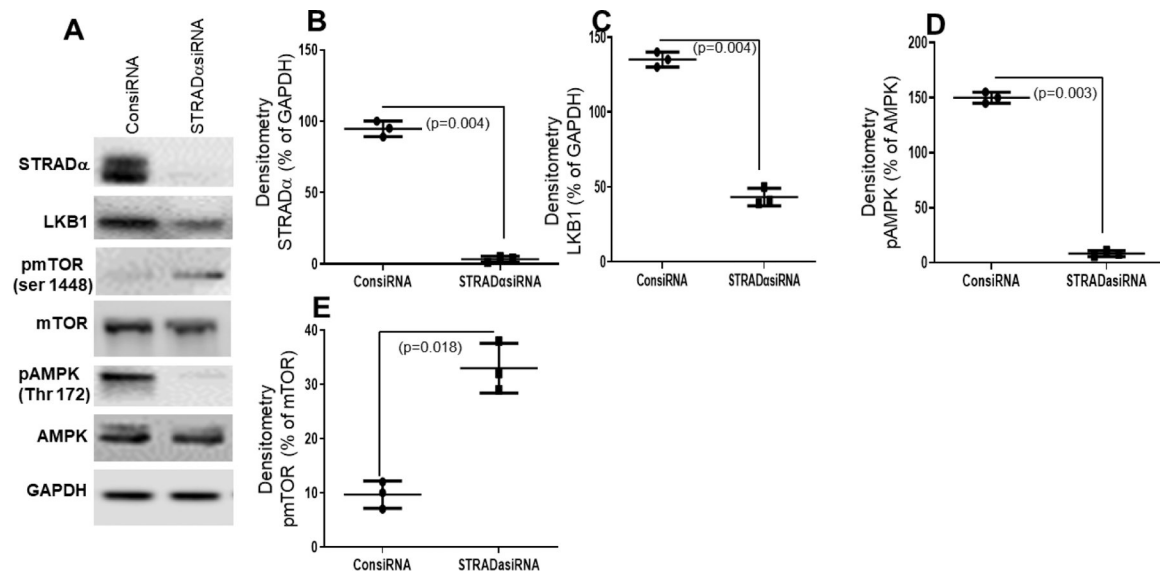 A
ConsiRNA
STRADαsiRNA
STRADα
LKB1
pmTOR
(ser 1448)
mTOR
pAMPK
(Thr 172)
AMPK
GAPDH
B
Densitometry
STRADα (% of GAPDH)
150
100
50
0
(p=0.004)
ConsiRNA
STRADαsiRNA
C
Densitometry
LKB1 (% of GAPDH)
150
100
50
0
(p=0.004)
ConsiRNA
STRADαsiRNA
D
Densitometry
pAMPK (% of AMPK)
200
150
100
50
0
(p=0.003)
ConsiRNA
STRADasiRNA
E
Densitometry
pmTOR (% of mTOR)
40
30
20
10
0
(p=0.018)
ConsiRNA
STRADasiRNA